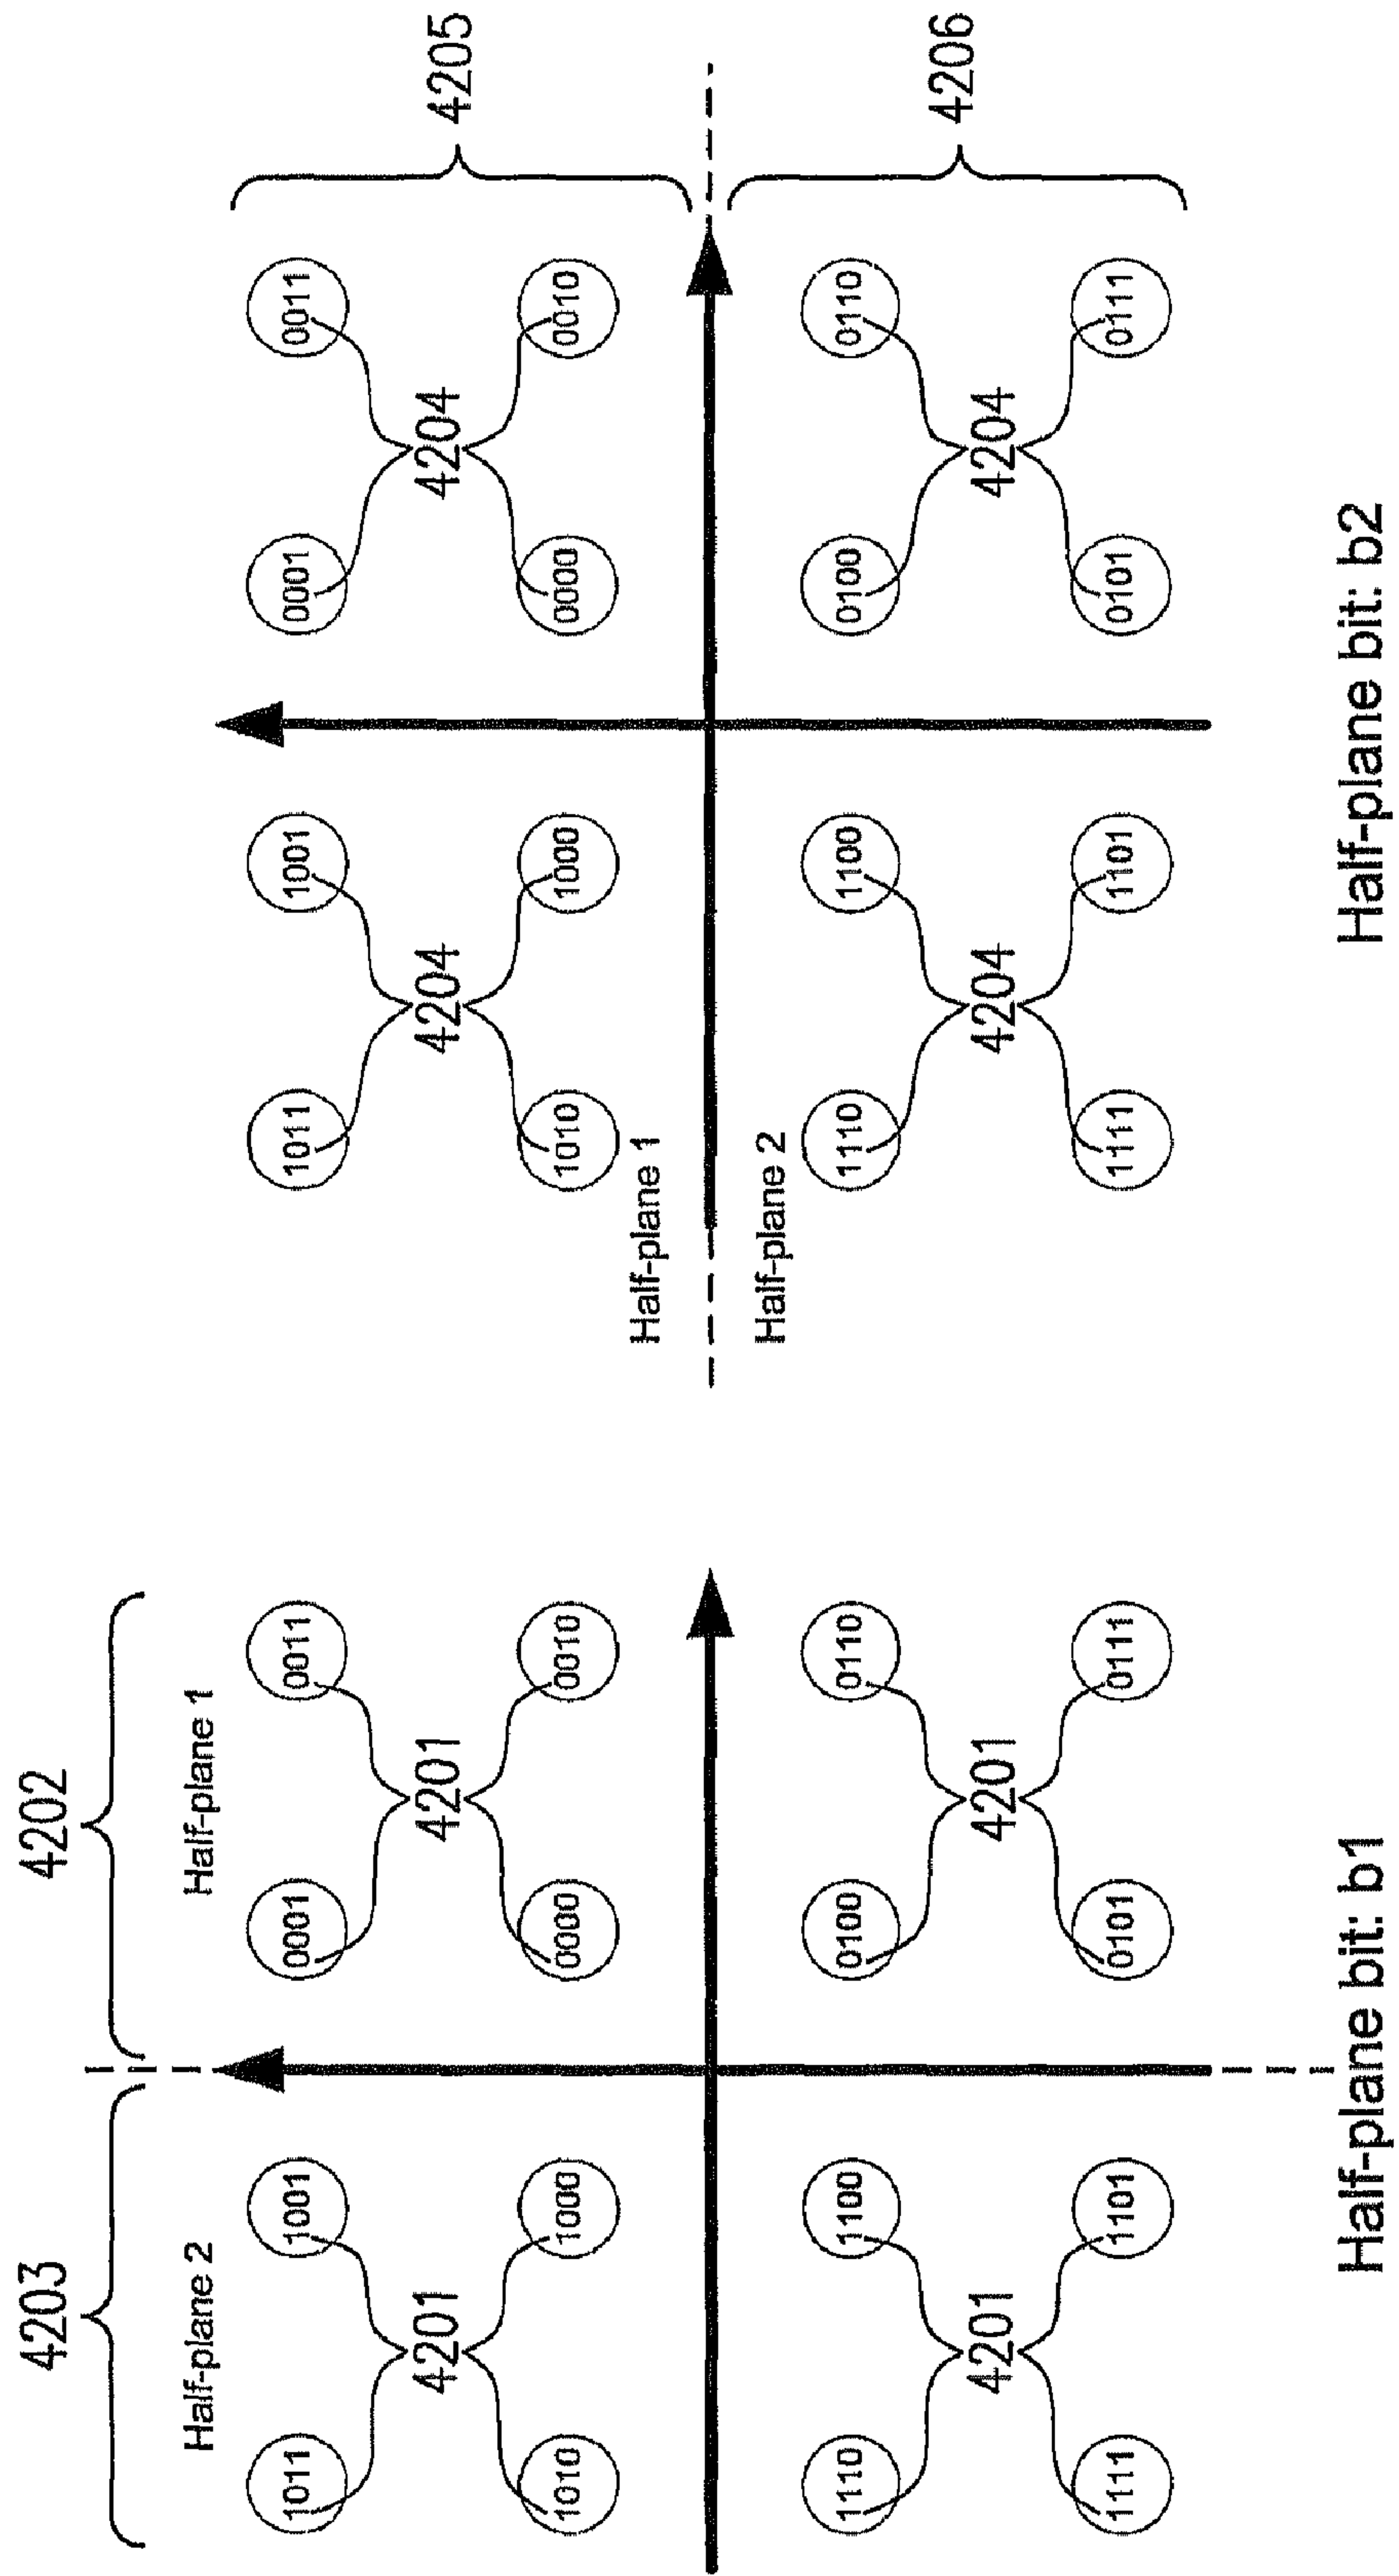 4203 4202
Half-plane 2 Half-plane 1
1011 1001 0001 0011
4201 4201
1010 1000 0000 0010
1110 1100 0100 0110
4201 4201
1111 1101 0101 0111
Half-plane bit: b1
1011 1001 0001 0011
4204 4204 4205
1010 1000 0000 0010
Half-plane 1
Half-plane 2
1110 1100 0100 0110
4204 4204 4206
1111 1101 0101 0111
Half-plane bit: b2